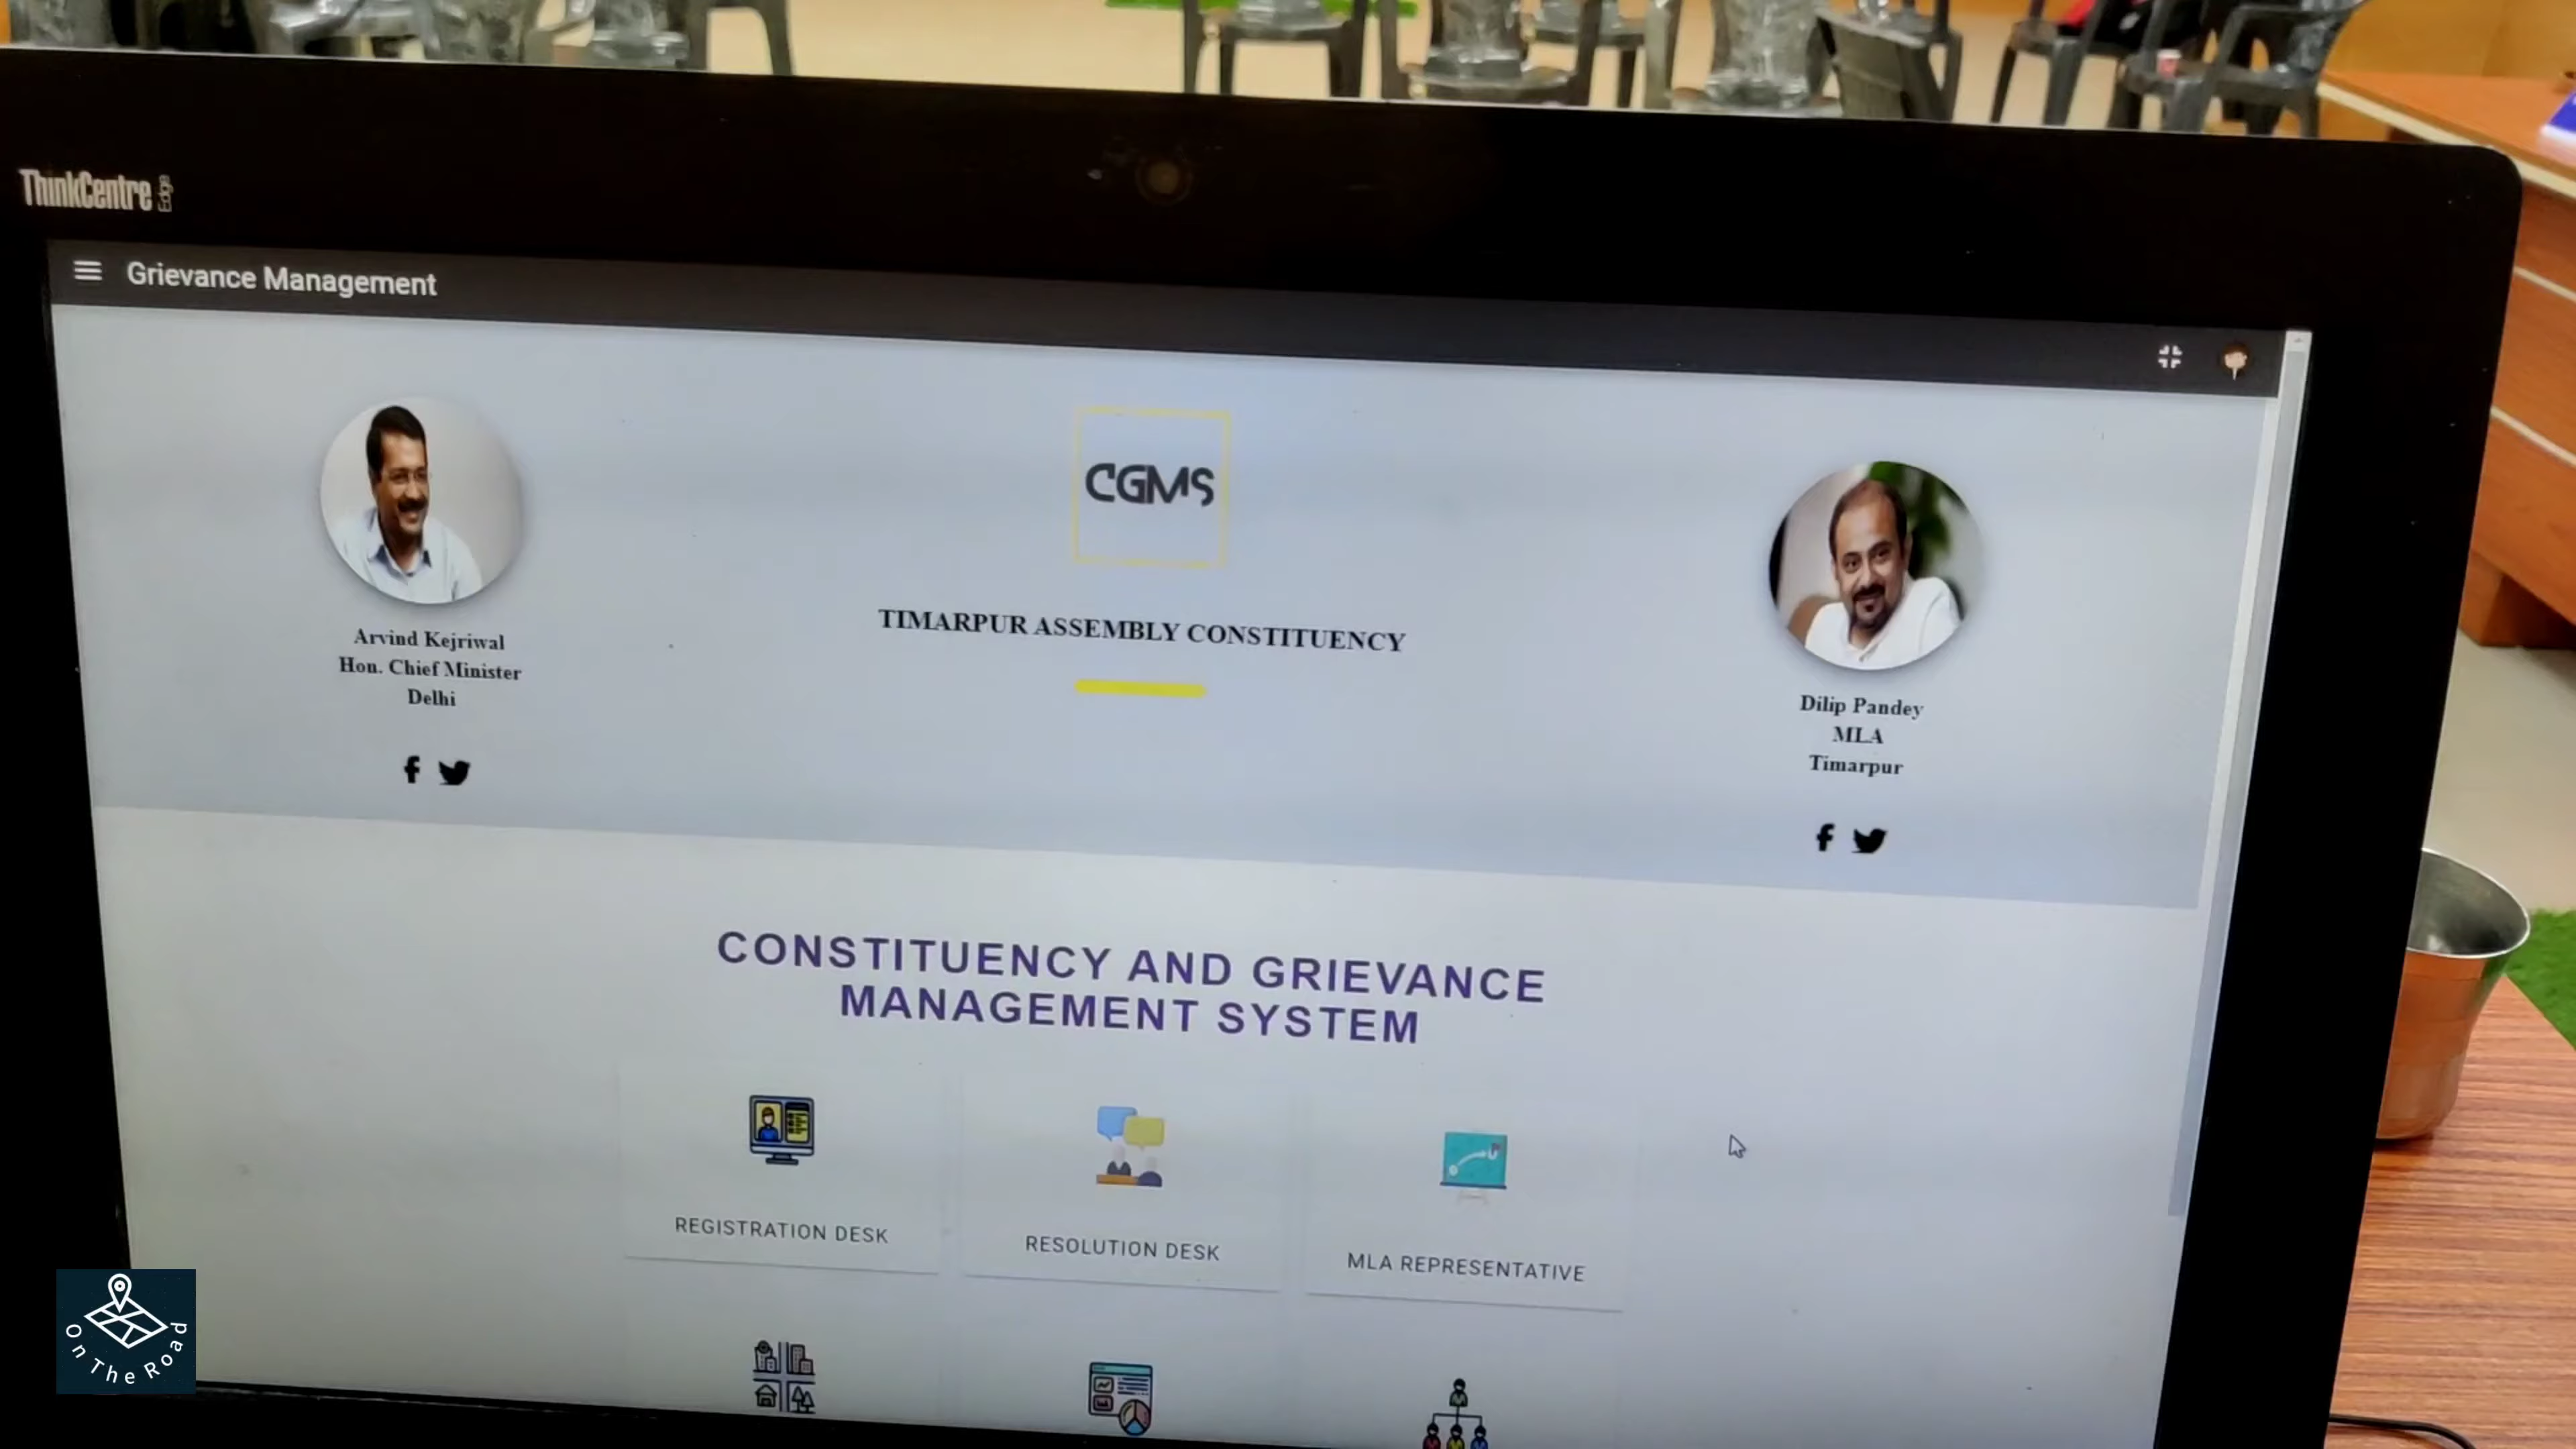 ThinkCentre Edge
Grievance Management
CGMS
TIMARPUR ASSEMBLY CONSTITUENCY
Arvind Kejriwal
Hon. Chief Minister
Delhi
Dilip Pandey
MLA
Timarpur
CONSTITUENCY AND GRIEVANCE
MANAGEMENT SYSTEM
REGISTRATION DESK
RESOLUTION DESK
MLA REPRESENTATIVE
On The Road